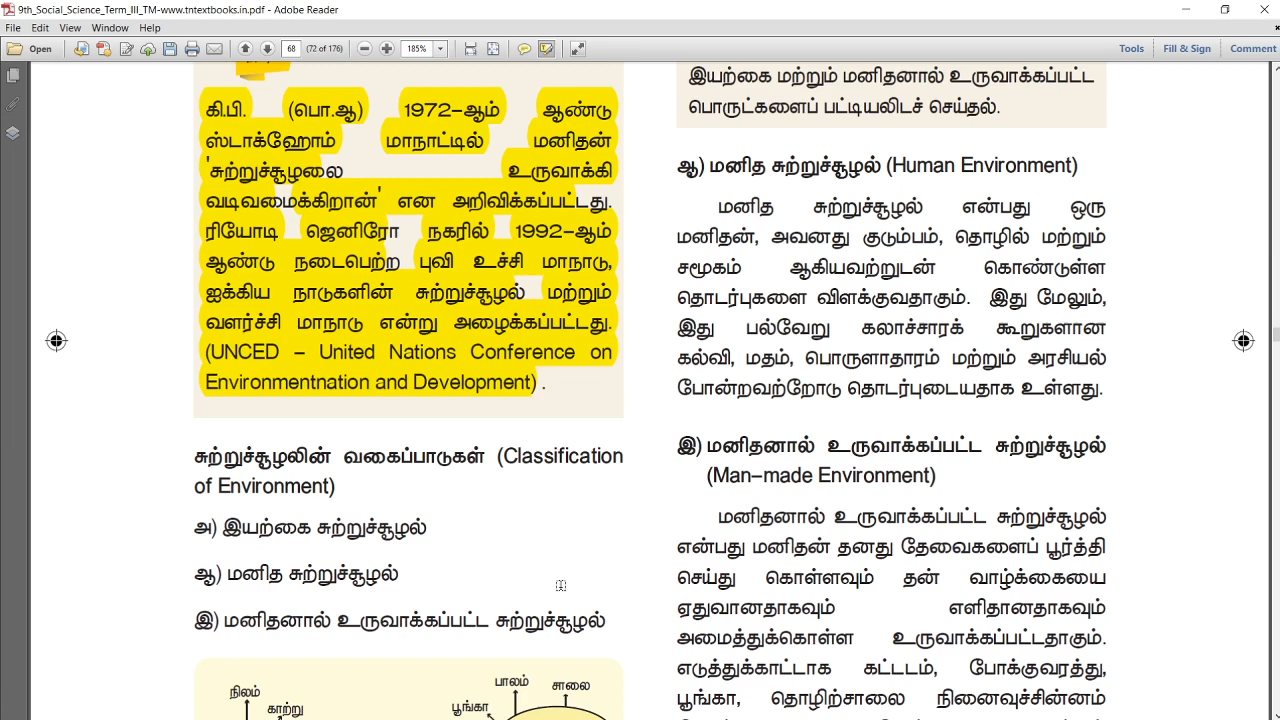 9th_Social_Science_Term_III_TM-www.tntextbooks.in.pdf - Adobe Reader
File Edit View Window Help
Open 68 (72 of 176) 185% Tools Fill & Sign Comment
கி.பி. (பொ.ஆ) 1972–ஆம் ஆண்டு
ஸ்டாக்ஹோம் மாநாட்டில் மனிதன்
'சுற்றுச்சூழலை உருவாக்கி
வடிவமைக்கிறான்' என அறிவிக்கப்பட்டது.
ரியோடி ஜெனிரோ நகரில் 1992–ஆம்
ஆண்டு நடைபெற்ற புவி உச்சி மாநாடு,
ஐக்கிய நாடுகளின் சுற்றுச்சூழல் மற்றும்
வளர்ச்சி மாநாடு என்று அழைக்கப்பட்டது.
(UNCED – United Nations Conference on
Environmentnation and Development) .
சுற்றுச்சூழலின் வகைப்பாடுகள் (Classification
of Environment)
அ) இயற்கை சுற்றுச்சூழல்
ஆ) மனித சுற்றுச்சூழல்
இ) மனிதனால் உருவாக்கப்பட்ட சுற்றுச்சூழல்
நிலம்
காற்று
பாலம்
சாலை
பூங்கா
இயற்கை மற்றும் மனிதனால் உருவாக்கப்பட்ட
பொருட்களைப் பட்டியலிடச் செய்தல்.
ஆ) மனித சுற்றுச்சூழல் (Human Environment)
மனித சுற்றுச்சூழல் என்பது ஒரு
மனிதன், அவனது குடும்பம், தொழில் மற்றும்
சமூகம் ஆகியவற்றுடன் கொண்டுள்ள
தொடர்புகளை விளக்குவதாகும். இது மேலும்,
இது பல்வேறு கலாச்சாரக் கூறுகளான
கல்வி, மதம், பொருளாதாரம் மற்றும் அரசியல்
போன்றவற்றோடு தொடர்புடையதாக உள்ளது.
இ) மனிதனால் உருவாக்கப்பட்ட சுற்றுச்சூழல்
(Man–made Environment)
மனிதனால் உருவாக்கப்பட்ட சுற்றுச்சூழல்
என்பது மனிதன் தனது தேவைகளைப் பூர்த்தி
செய்து கொள்ளவும் தன் வாழ்க்கையை
ஏதுவானதாகவும் எளிதானதாகவும்
அமைத்துக்கொள்ள உருவாக்கப்பட்டதாகும்.
எடுத்துக்காட்டாக கட்டடம், போக்குவரத்து,
பூங்கா, தொழிற்சாலை நினைவுச்சின்னம்